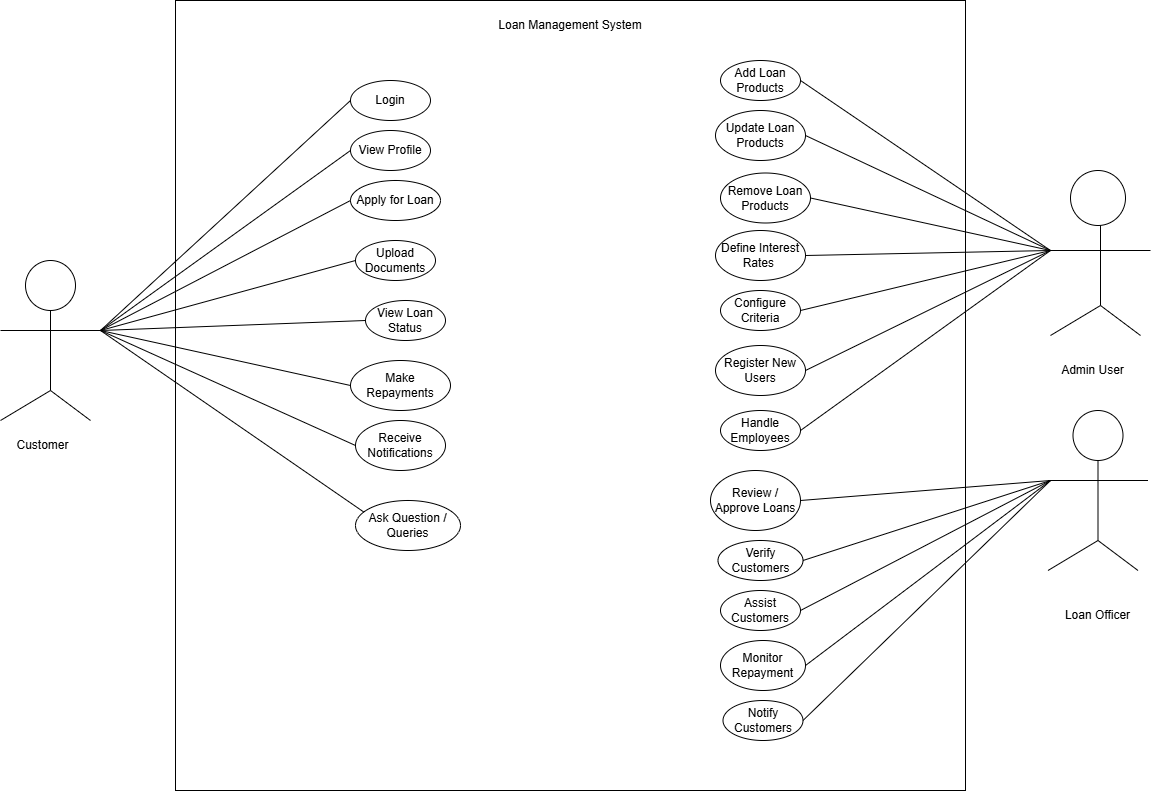 Loan Management System
Login
View Profile
Apply for Loan
Upload
Documents
View Loan
Status
Make
Repayments
Receive
Notifications
Ask Question /
Queries
Customer
Add Loan
Products
Update Loan
Products
Remove Loan
Products
Define Interest
Rates
Configure
Criteria
Register New
Users
Handle
Employees
Review /
Approve Loans
Verify
Customers
Assist
Customers
Monitor
Repayment
Notify
Customers
Admin User
Loan Officer